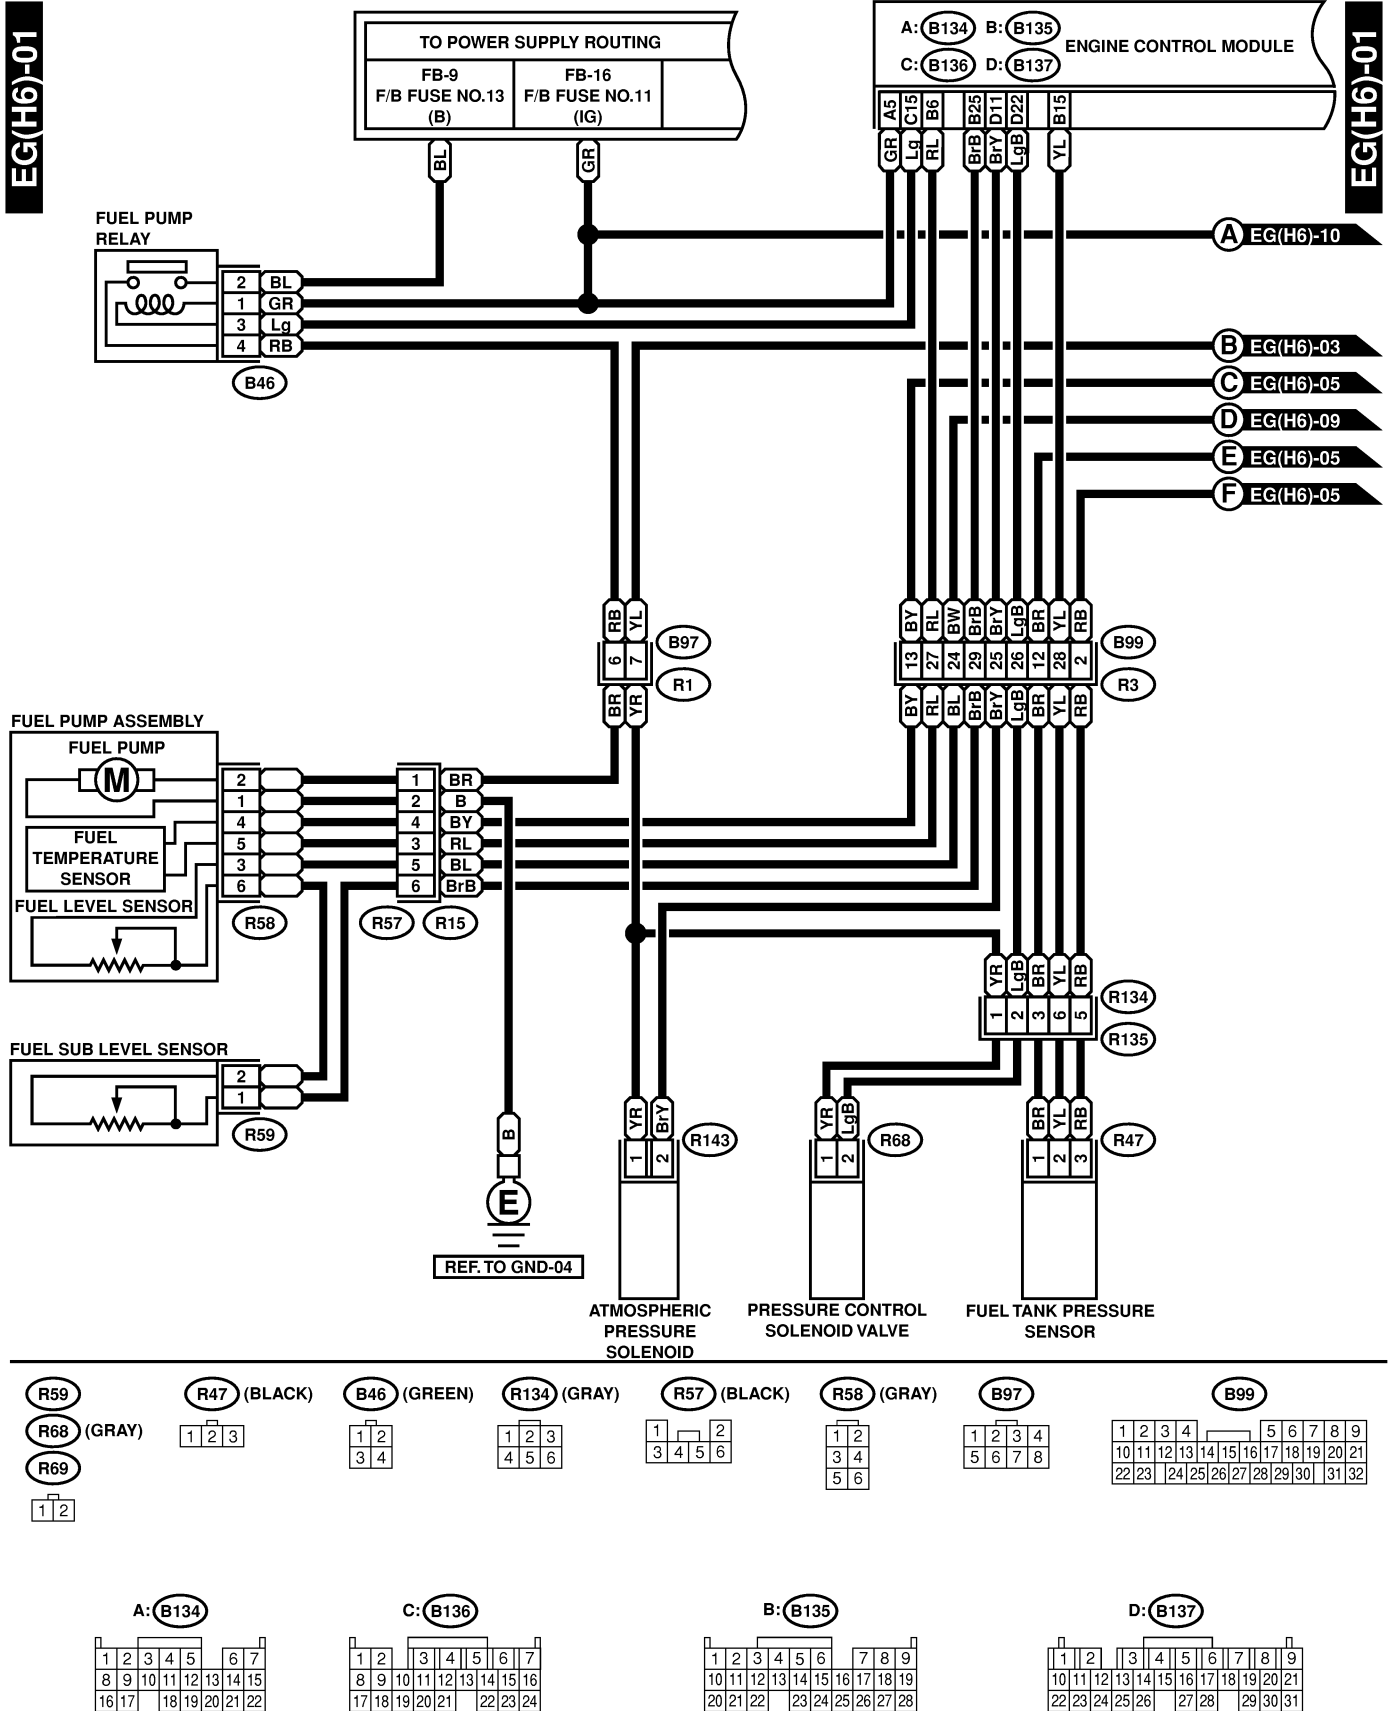 EG(H6)-01
EG(H6)-01
TO POWER SUPPLY ROUTING
FB-9
F/B FUSE NO.13
(B)
FB-16
F/B FUSE NO.11
(IG)
A: B134 B: B135
C: B136 D: B137
ENGINE CONTROL MODULE
A5 C15 B6 B25 D11 D22 B15
GR Lg RL BrB BrY LgB YL
BL GR
A EG(H6)-10
FUEL PUMP
RELAY
2 BL
1 GR
3 Lg
4 RB
B46
B EG(H6)-03
C EG(H6)-05
D EG(H6)-09
E EG(H6)-05
F EG(H6)-05
RB YL
6 7
BR YR
B97
R1
BY RL BW BrB BrY LgB BR YL RB
13 27 24 29 25 26 12 28 2
BY RL BL BrB BrY LgB BR YL RB
B99
R3
FUEL PUMP ASSEMBLY
FUEL PUMP
M
FUEL
TEMPERATURE
SENSOR
FUEL LEVEL SENSOR
2
1
4
5
3
6
R58
1 BR
2 B
4 BY
3 RL
5 BL
6 BrB
R57 R15
YR LgB BR YL RB
1 2 3 6 5
R134
R135
FUEL SUB LEVEL SENSOR
2
1
R59
B
E
REF. TO GND-04
YR BrY
1 2
R143
YR LgB
1 2
R68
BR YL RB
1 2 3
R47
ATMOSPHERIC
PRESSURE
SOLENOID
PRESSURE CONTROL
SOLENOID VALVE
FUEL TANK PRESSURE
SENSOR
R59
R68 (GRAY)
R69
1 2
R47 (BLACK)
1 2 3
B46 (GREEN)
1 2
3 4
R134 (GRAY)
1 2 3
4 5 6
R57 (BLACK)
1 2
3 4 5 6
R58 (GRAY)
1 2
3 4
5 6
B97
1 2 3 4
5 6 7 8
B99
1 2 3 4 5 6 7 8 9
10 11 12 13 14 15 16 17 18 19 20 21
22 23 24 25 26 27 28 29 30 31 32
A: B134
1 2 3 4 5 6 7
8 9 10 11 12 13 14 15
16 17 18 19 20 21 22
C: B136
1 2 3 4 5 6 7
8 9 10 11 12 13 14 15 16
17 18 19 20 21 22 23 24
B: B135
1 2 3 4 5 6 7 8 9
10 11 12 13 14 15 16 17 18 19
20 21 22 23 24 25 26 27 28
D: B137
1 2 3 4 5 6 7 8 9
10 11 12 13 14 15 16 17 18 19 20 21
22 23 24 25 26 27 28 29 30 31